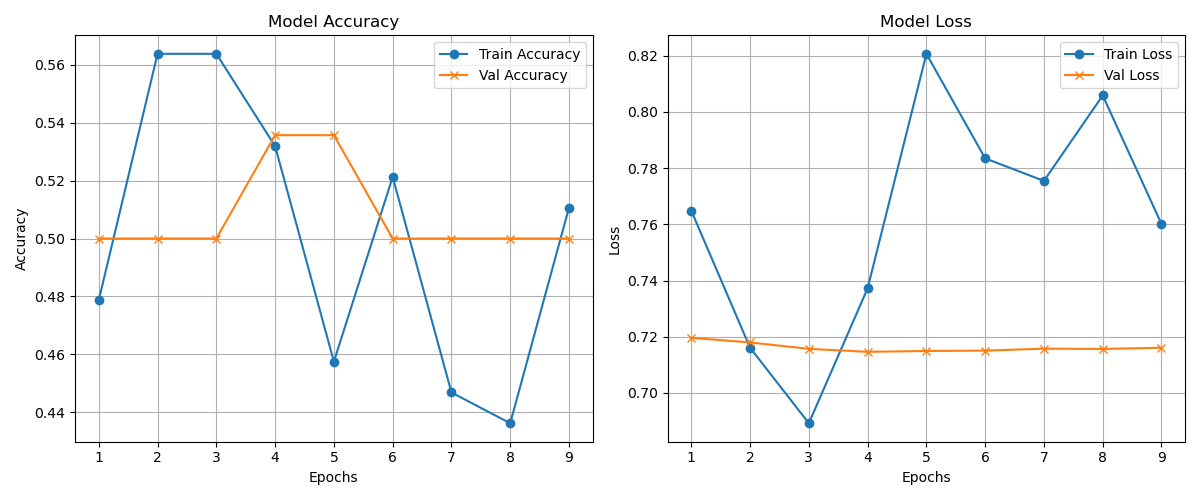 Model Accuracy
Train Accuracy
Val Accuracy
0.56
0.54
0.52
0.50
0.48
0.46
0.44
Accuracy
1 2 3 4 5 6 7 8 9
Epochs
Model Loss
Train Loss
Val Loss
0.82
0.80
0.78
0.76
0.74
0.72
0.70
Loss
1 2 3 4 5 6 7 8 9
Epochs